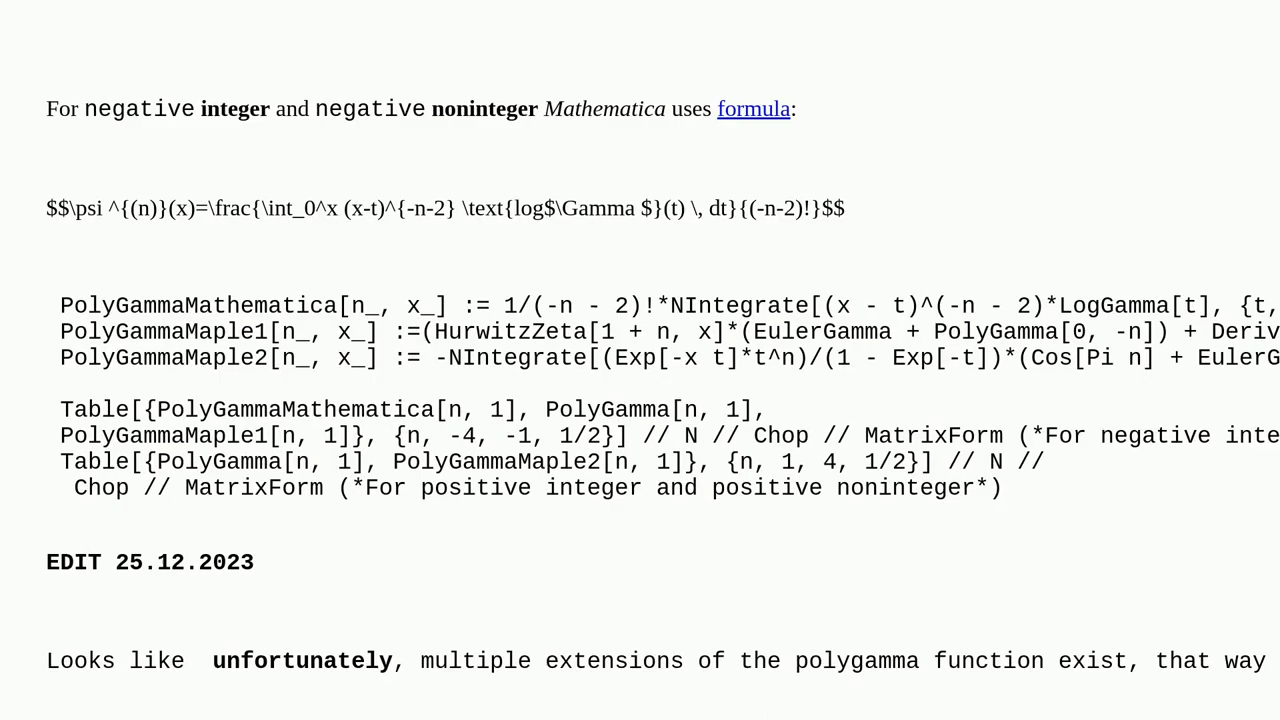 For negative integer and negative noninteger Mathematica uses formula:
$$\psi ^{(n)}(x)=\frac{\int_0^x (x-t)^{-n-2} \text{log$\Gamma $}(t) \, dt}{(-n-2)!}$$
PolyGammaMathematica[n_, x_] := 1/(-n - 2)!*NIntegrate[(x - t)^(-n - 2)*LogGamma[t], {t,
PolyGammaMaple1[n_, x_] :=(HurwitzZeta[1 + n, x]*(EulerGamma + PolyGamma[0, -n]) + Deriv
PolyGammaMaple2[n_, x_] := -NIntegrate[(Exp[-x t]*t^n)/(1 - Exp[-t])*(Cos[Pi n] + EulerG
Table[{PolyGammaMathematica[n, 1], PolyGamma[n, 1],
PolyGammaMaple1[n, 1]}, {n, -4, -1, 1/2}] // N // Chop // MatrixForm (*For negative inte
Table[{PolyGamma[n, 1], PolyGammaMaple2[n, 1]}, {n, 1, 4, 1/2}] // N //
Chop // MatrixForm (*For positive integer and positive noninteger*)
EDIT 25.12.2023
Looks like  unfortunately, multiple extensions of the polygamma function exist, that way